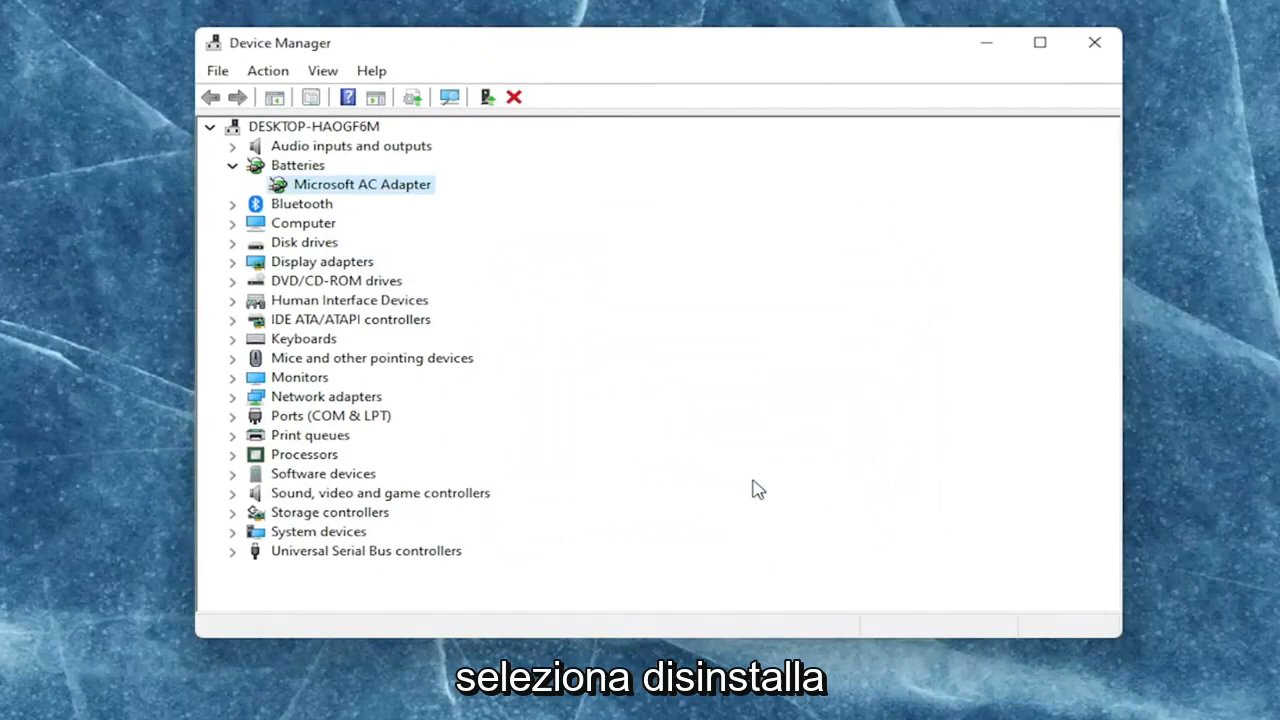 Device Manager
File Action View Help
DESKTOP-HAOGF6M
Audio inputs and outputs
Batteries
Microsoft AC Adapter
Bluetooth
Computer
Disk drives
Display adapters
DVD/CD-ROM drives
Human Interface Devices
IDE ATA/ATAPI controllers
Keyboards
Mice and other pointing devices
Monitors
Network adapters
Ports (COM & LPT)
Print queues
Processors
Software devices
Sound, video and game controllers
Storage controllers
System devices
Universal Serial Bus controllers
seleziona disinstalla